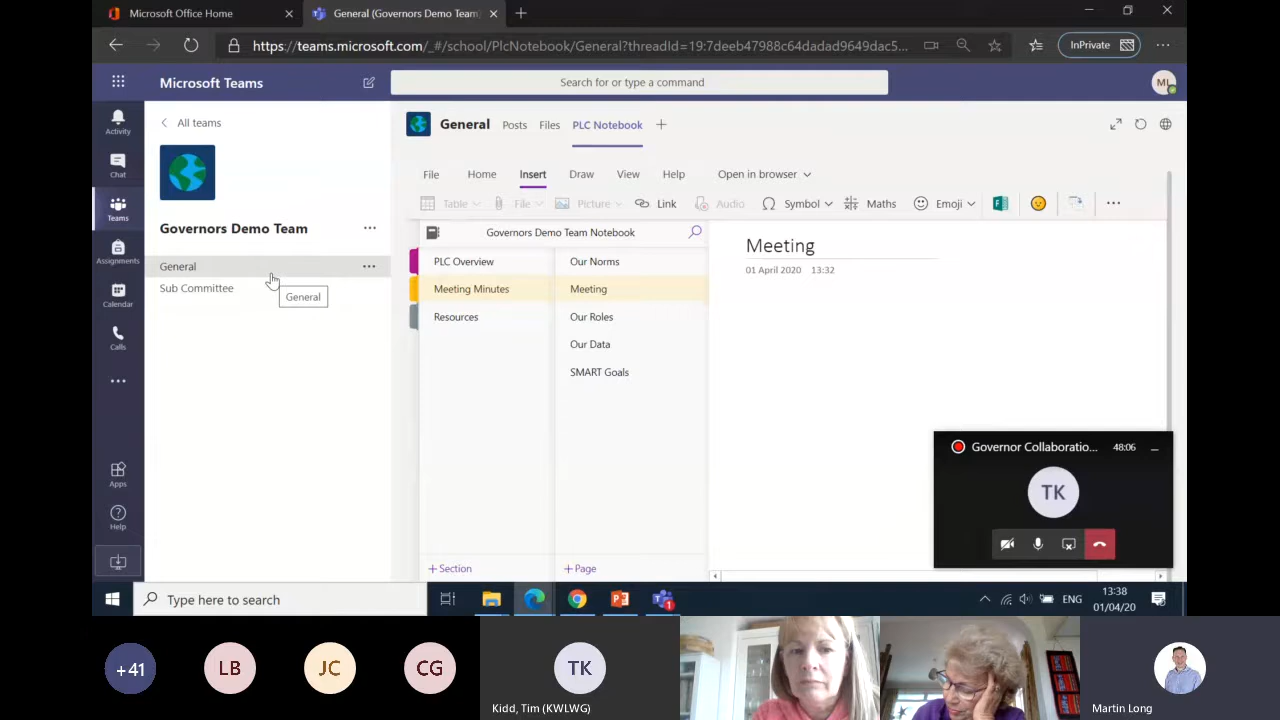 Microsoft Office Home
General (Governors Demo Team)
https://teams.microsoft.com/_#/school/PlcNotebook/General?threadId=19:7deeb47988c64dadad9649dac5...
InPrivate
Microsoft Teams
Search for or type a command
ML
Activity
Chat
Teams
Assignments
Calendar
Calls
Apps
Help
All teams
Governors Demo Team
General
Sub Committee
General
General Posts Files PLC Notebook
File Home Insert Draw View Help Open in browser
Table File Picture Link Audio Symbol Maths Emoji
Governors Demo Team Notebook
PLC Overview
Meeting Minutes
Resources
+ Section
Our Norms
Meeting
Our Roles
Our Data
SMART Goals
+ Page
Meeting
01 April 2020 13:32
Governor Collaboratio... 48:06
TK
Type here to search
1
ENG
13:38
01/04/20
+41
LB
JC
CG
TK
Kidd, Tim (KWLWG)
Martin Long